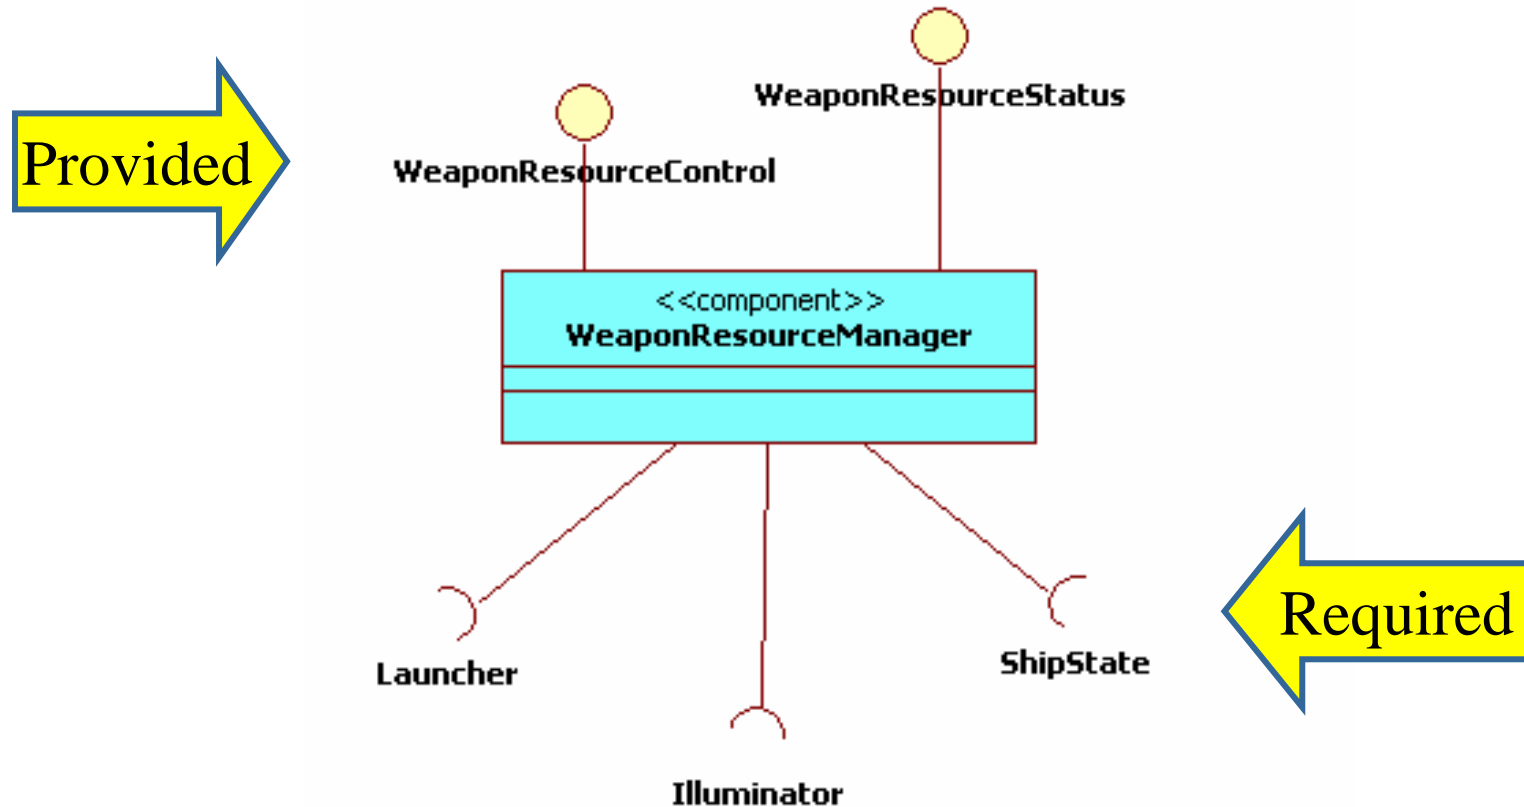 WeaponResourceStatus
Provided
WeaponResourceControl
<<component>>
WeaponResourceManager
Required
Launcher
ShipState
Illuminator